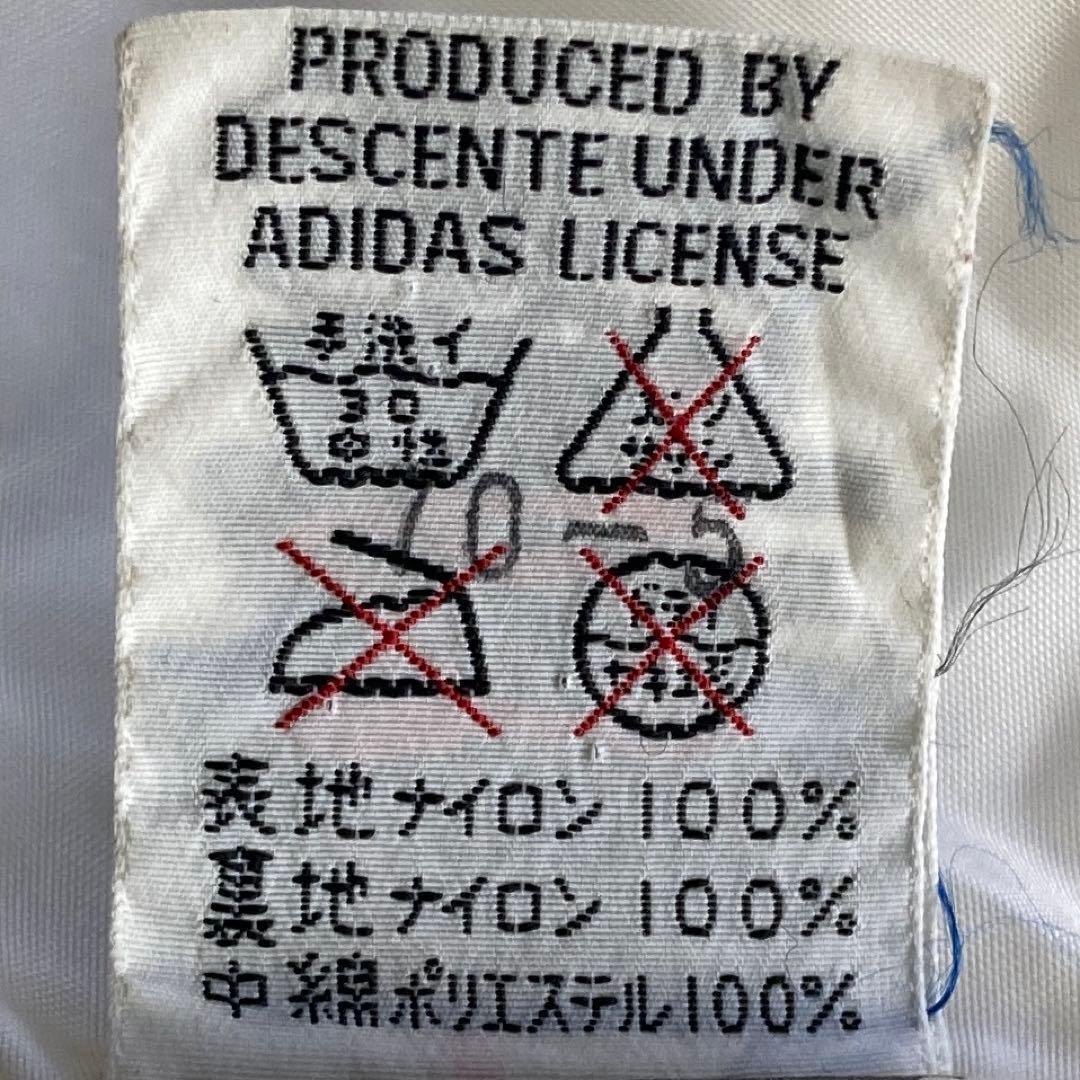 PRODUCED BY
DESCENTE UNDER
ADIDAS LICENSE
手洗イ
30
中性
10 - 5
表地ナイロン100%
裏地ナイロン100%
中綿ポリエステル100%